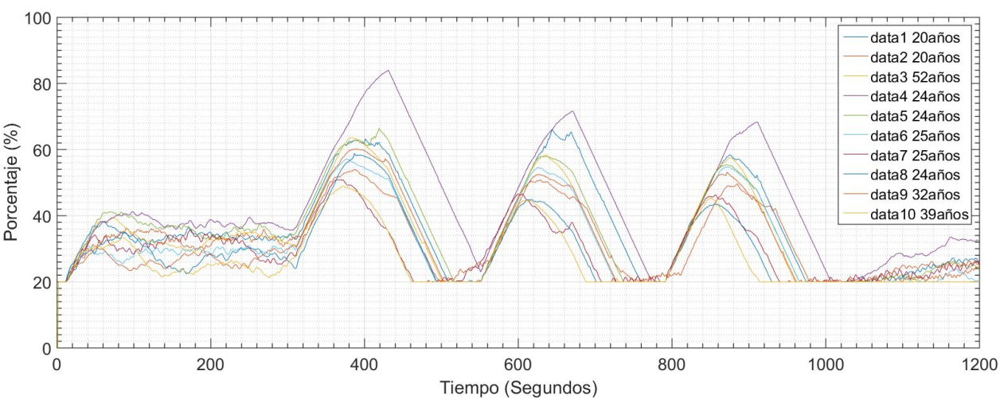 100
80
60
40
20
0
Porcentaje (%)
0 200 400 600 800 1000 1200
Tiempo (Segundos)
data1 20años
data2 20años
data3 52años
data4 24años
data5 24años
data6 25años
data7 25años
data8 24años
data9 32años
data10 39años